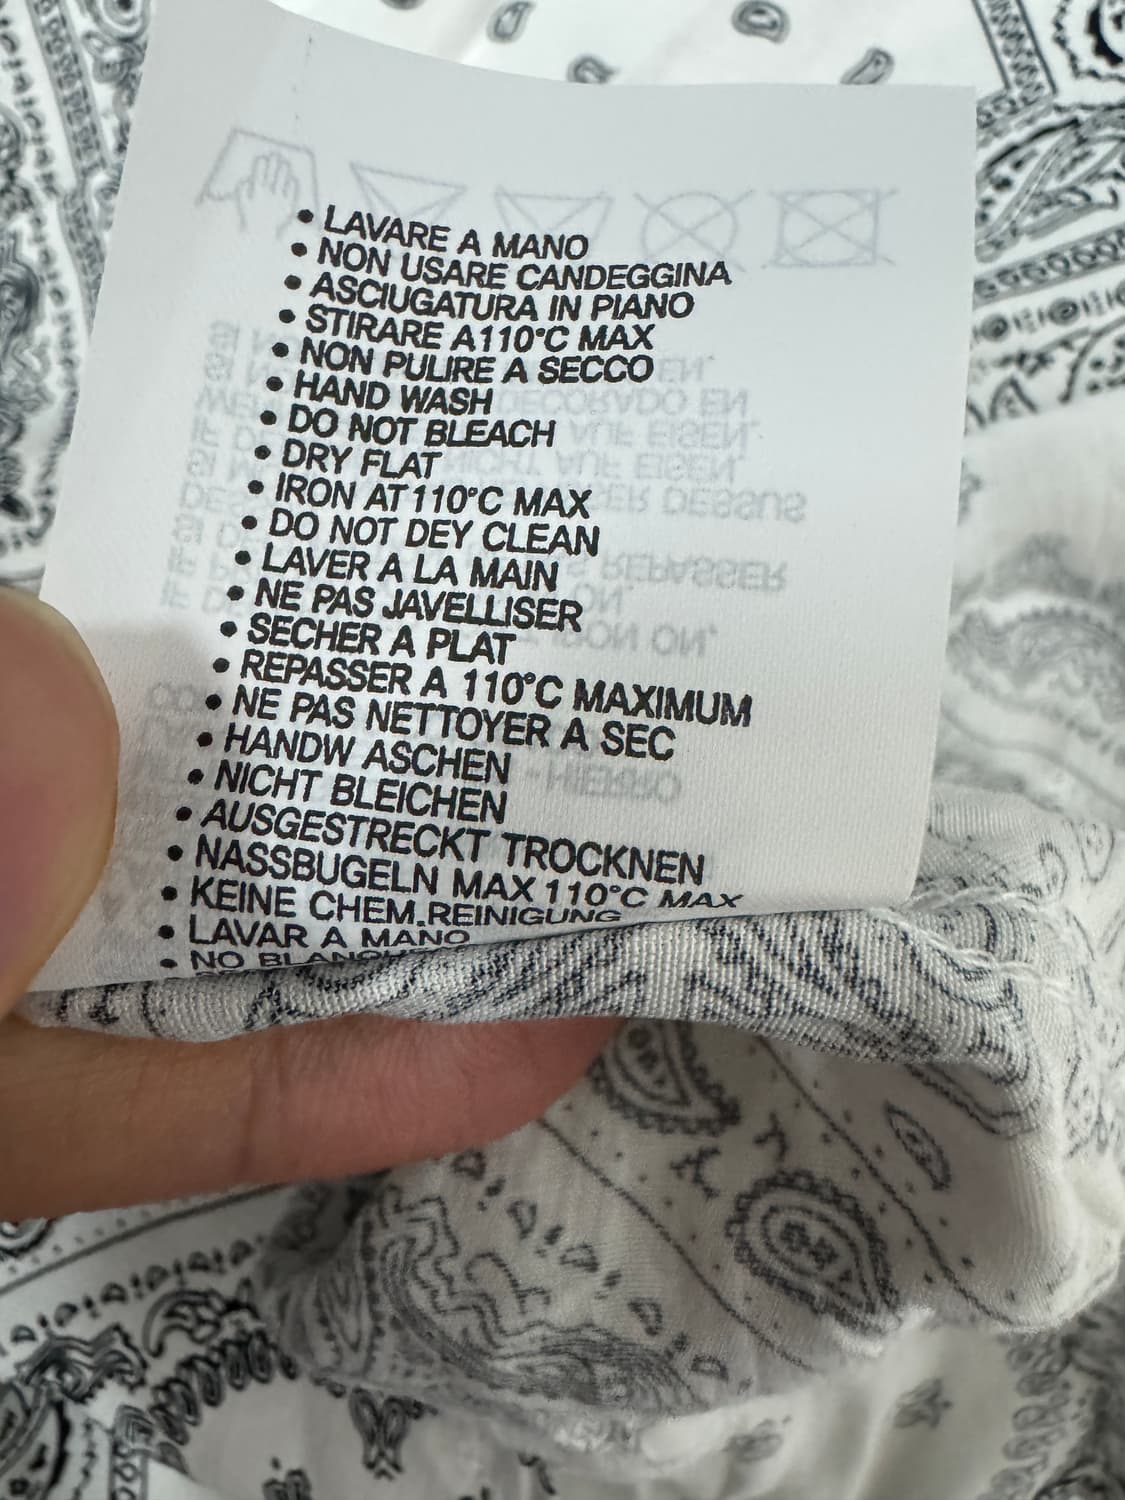 • LAVARE A MANO
• NON USARE CANDEGGINA
• ASCIUGATURA IN PIANO
• STIRARE A110°C MAX
• NON PULIRE A SECCO
• HAND WASH
• DO NOT BLEACH
• DRY FLAT
• IRON AT110°C MAX
• DO NOT DEY CLEAN
• LAVER A LA MAIN
• NE PAS JAVELLISER
• SECHER A PLAT
• REPASSER A 110°C MAXIMUM
• NE PAS NETTOYER A SEC
• HANDW ASCHEN
• NICHT BLEICHEN
• AUSGESTRECKT TROCKNEN
• NASSBUGELN MAX 110°C MAX
• KEINE CHEM.REINIGUNG
• LAVAR A MANO
• NO